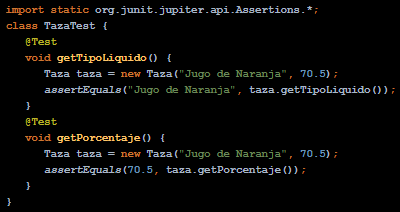 import static org.junit.jupiter.api.Assertions.*;
class TazaTest {
@Test
void getTipoLiquido() {
Taza taza = new Taza("Jugo de Naranja", 70.5);
assertEquals("Jugo de Naranja", taza.getTipoLiquido());
}
@Test
void getPorcentaje() {
Taza taza = new Taza("Jugo de Naranja", 70.5);
assertEquals(70.5, taza.getPorcentaje());
}
}